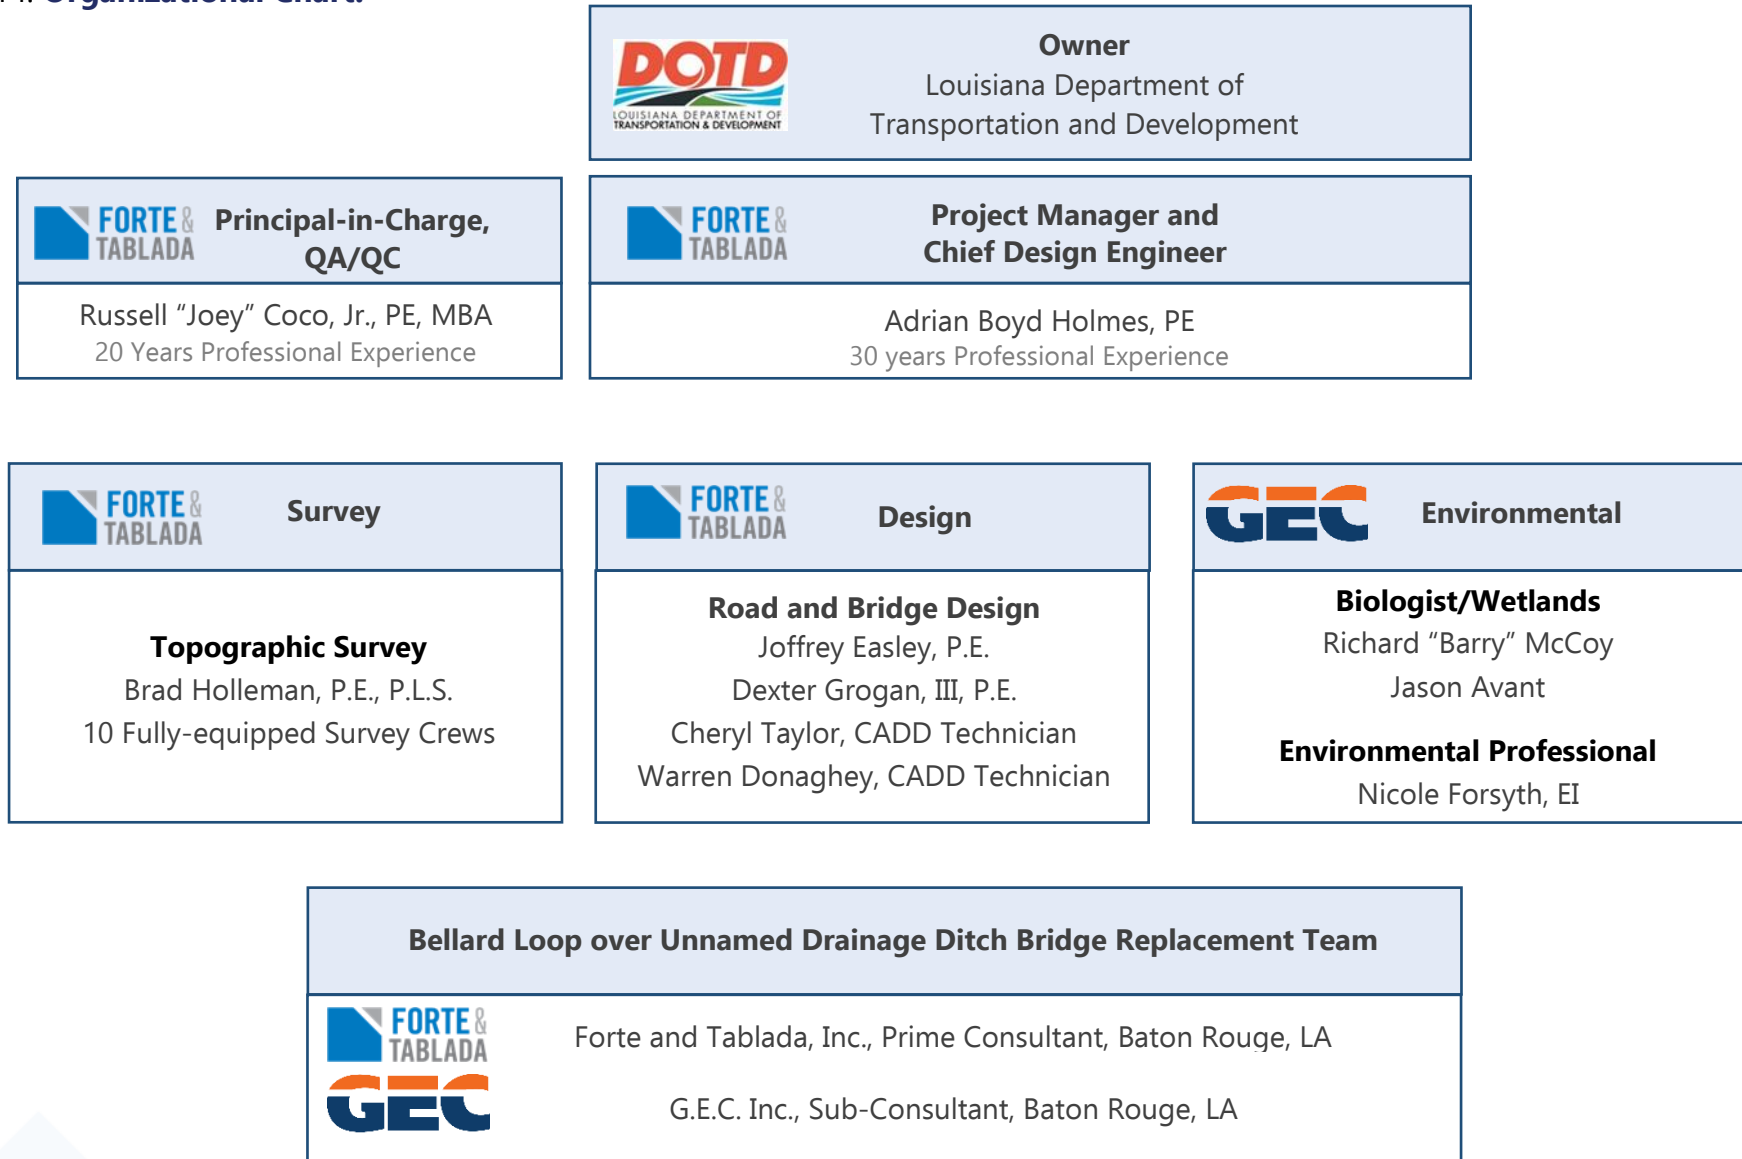 Organizational Chart:
DOTD
LOUISIANA DEPARTMENT OF
TRANSPORTATION & DEVELOPMENT
Owner
Louisiana Department of
Transportation and Development
FORTE &
TABLADA
Principal-in-Charge,
QA/QC
Russell “Joey” Coco, Jr., PE, MBA
20 Years Professional Experience
FORTE &
TABLADA
Project Manager and
Chief Design Engineer
Adrian Boyd Holmes, PE
30 years Professional Experience
FORTE &
TABLADA
Survey
Topographic Survey
Brad Holleman, P.E., P.L.S.
10 Fully-equipped Survey Crews
FORTE &
TABLADA
Design
Road and Bridge Design
Joffrey Easley, P.E.
Dexter Grogan, III, P.E.
Cheryl Taylor, CADD Technician
Warren Donaghey, CADD Technician
GEC
Environmental
Biologist/Wetlands
Richard “Barry” McCoy
Jason Avant
Environmental Professional
Nicole Forsyth, EI
Bellard Loop over Unnamed Drainage Ditch Bridge Replacement Team
FORTE &
TABLADA
Forte and Tablada, Inc., Prime Consultant, Baton Rouge, LA
GEC
G.E.C. Inc., Sub-Consultant, Baton Rouge, LA